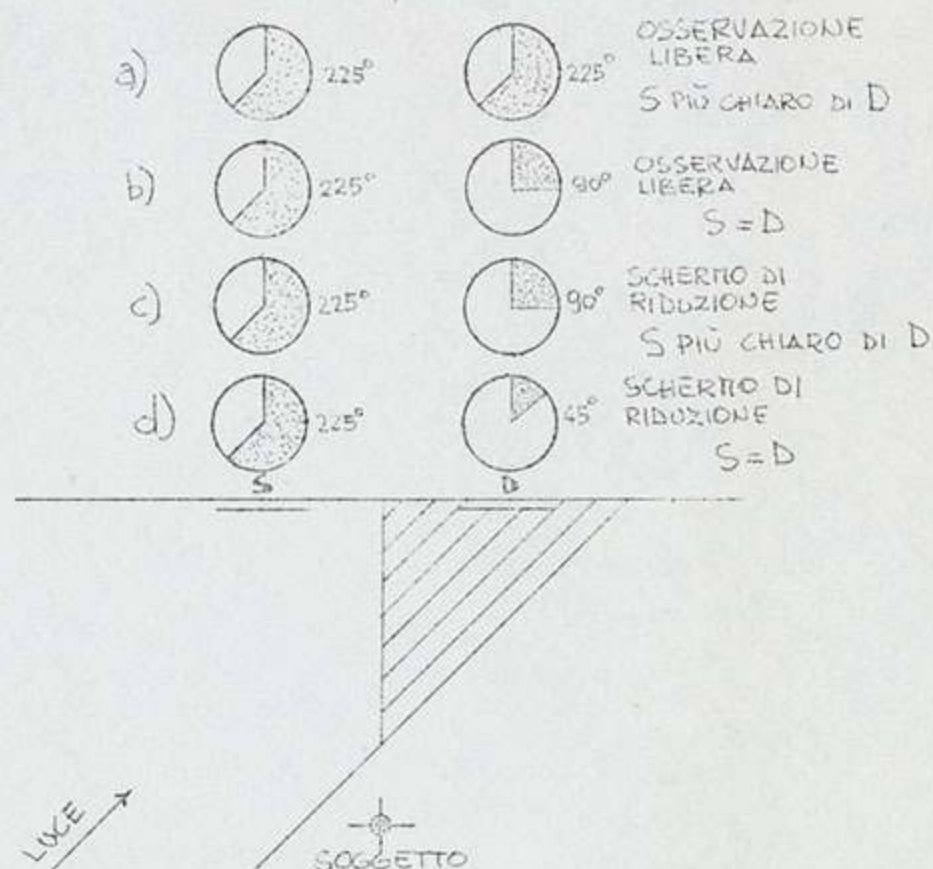 a) 225° 225° OSSERVAZIONE
LIBERA
S PIÙ CHIARO DI D
b) 225° 90° OSSERVAZIONE
LIBERA
S = D
c) 225° 90° SCHERMO DI
RIDUZIONE
S PIÙ CHIARO DI D
d) 225° 45° SCHERMO DI
RIDUZIONE
S = D
S D
LUCE
SOGGETTO